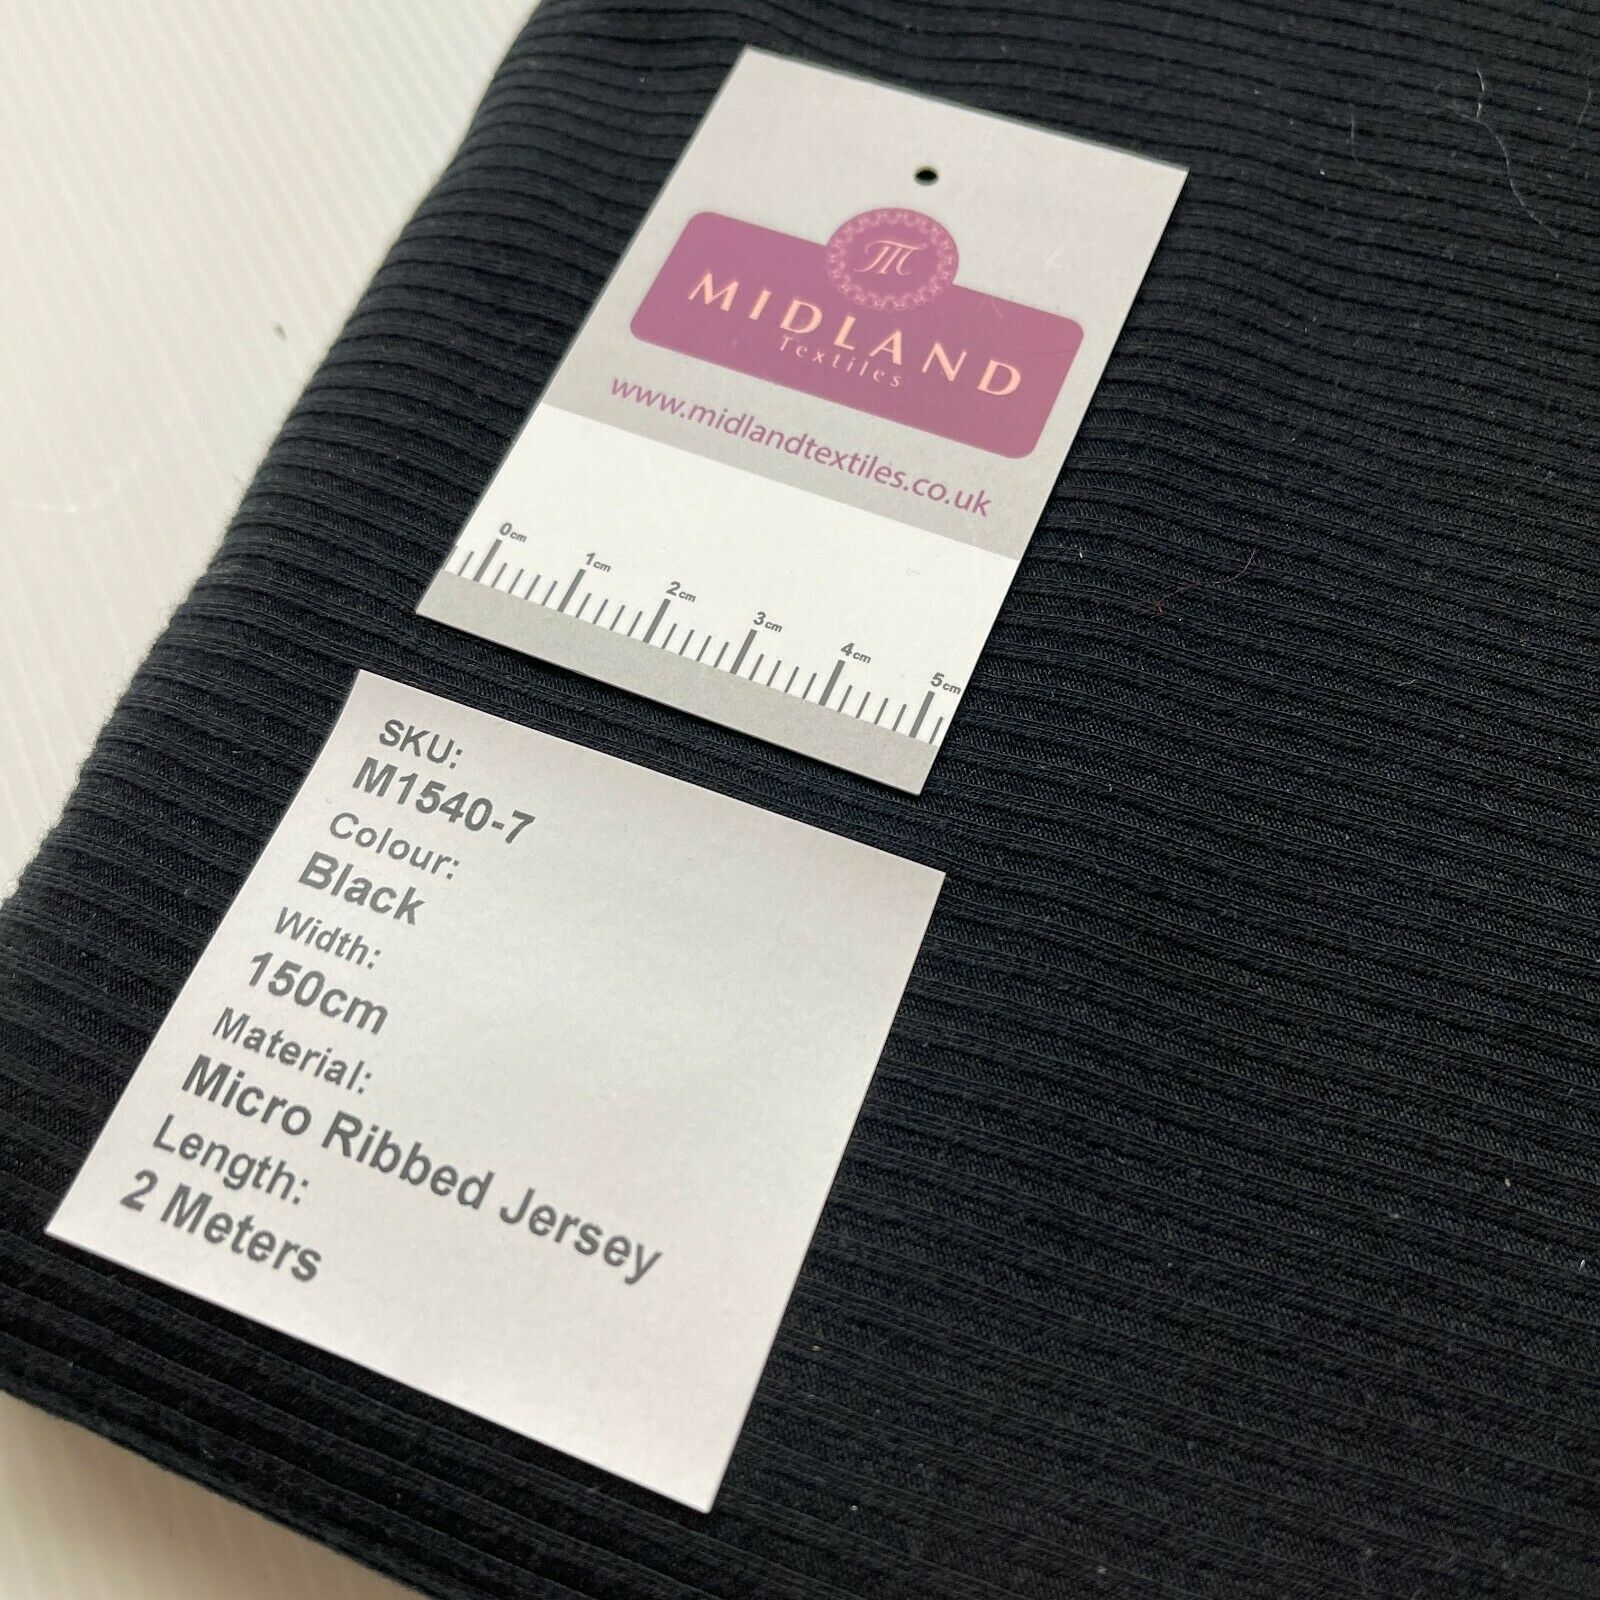 M
MIDLAND
Textiles
www.midlandtextiles.co.uk
0cm 1cm 2cm 3cm 4cm 5cm
SKU:
M1540-7
Colour:
Black
Width:
150cm
Material:
Micro Ribbed Jersey
Length:
2 Meters